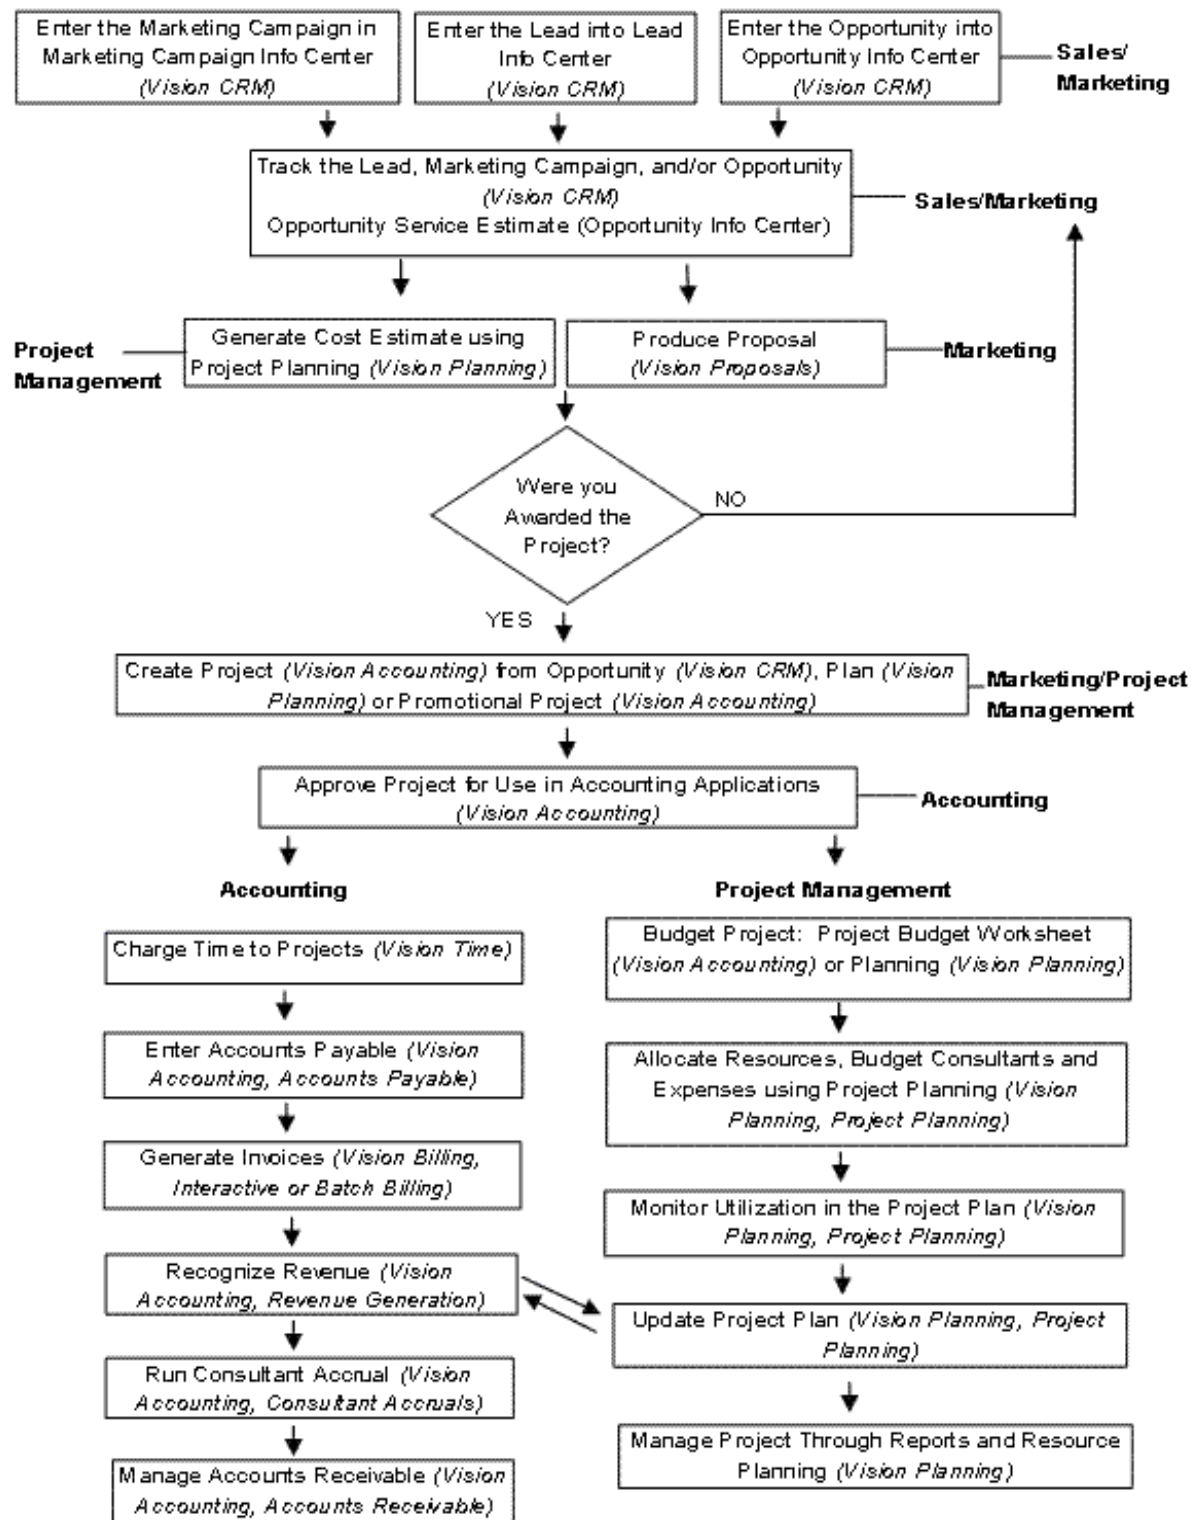 Enter the Marketing Campaign in
Marketing Campaign Info Center
(Vision CRM)
Enter the Lead into Lead
Info Center
(Vision CRM)
Enter the Opportunity into
Opportunity Info Center
(Vision CRM)
Sales/
Marketing
Track the Lead, Marketing Campaign, and/or Opportunity
(Vision CRM)
Opportunity Service Estimate (Opportunity Info Center)
Sales/Marketing
Project
Management
Generate Cost Estimate using
Project Planning (Vision Planning)
Produce Proposal
(Vision Proposals)
Marketing
Were you
Awarded the
Project?
NO
YES
Create Project (Vision Accounting) from Opportunity (Vision CRM), Plan (Vision
Planning) or Promotional Project (Vision Accounting)
Marketing/Project
Management
Approve Project for Use in Accounting Applications
(Vision Accounting)
Accounting
Accounting
Charge Time to Projects (Vision Time)
Enter Accounts Payable (Vision
Accounting, Accounts Payable)
Generate Invoices (Vision Billing,
Interactive or Batch Billing)
Recognize Revenue (Vision
Accounting, Revenue Generation)
Run Consultant Accrual (Vision
Accounting, Consultant Accruals)
Manage Accounts Receivable (Vision
Accounting, Accounts Receivable)
Project Management
Budget Project: Project Budget Worksheet
(Vision Accounting) or Planning (Vision Planning)
Allocate Resources, Budget Consultants and
Expenses using Project Planning (Vision
Planning, Project Planning)
Monitor Utilization in the Project Plan (Vision
Planning, Project Planning)
Update Project Plan (Vision Planning, Project
Planning)
Manage Project Through Reports and Resource
Planning (Vision Planning)